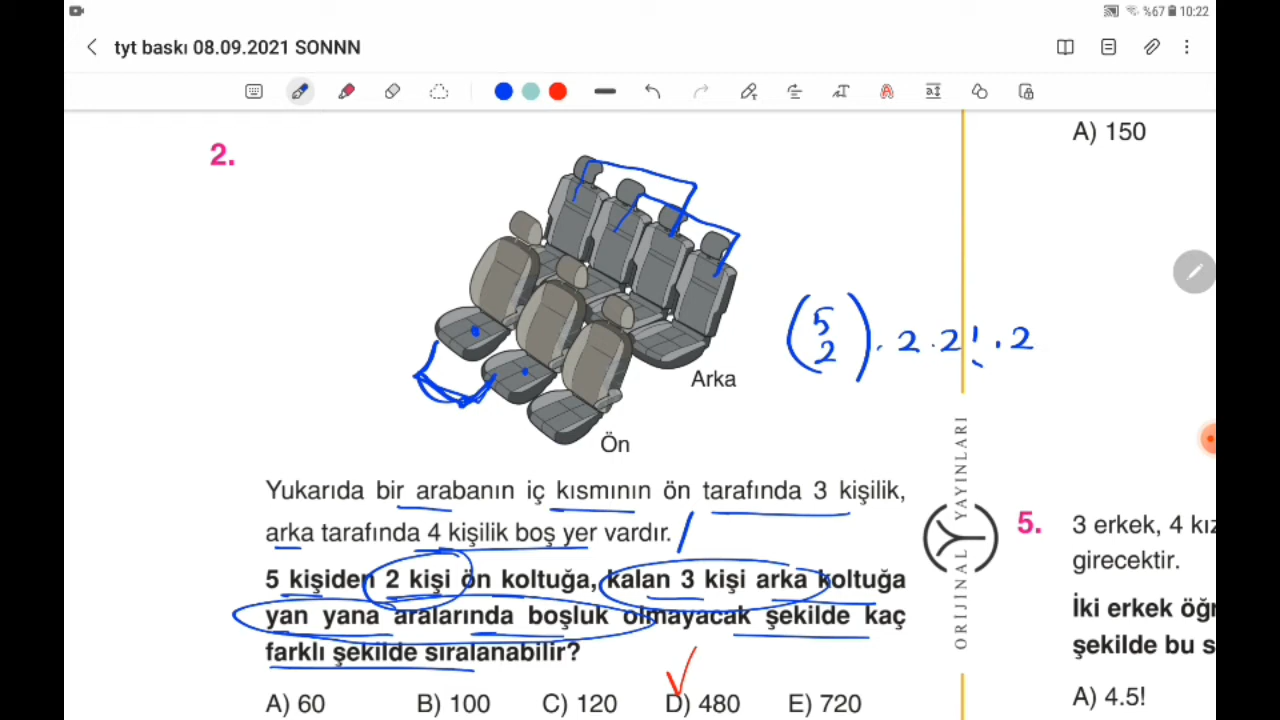 %67 10:22
tyt baskı 08.09.2021 SONNN
2.
A) 150
(5 2) . 2 . 2! . 2
Arka
Ön
Yukarıda bir arabanın iç kısmının ön tarafında 3 kişilik,
arka tarafında 4 kişilik boş yer vardır.
5 kişiden 2 kişi ön koltuğa, kalan 3 kişi arka koltuğa
yan yana aralarında boşluk olmayacak şekilde kaç
farklı şekilde sıralanabilir?
A) 60 B) 100 C) 120 D) 480 E) 720
ORIJINAL YAYINLARI
5.
3 erkek, 4 kız
girecektir.
İki erkek öğr
şekilde bu s
A) 4.5!